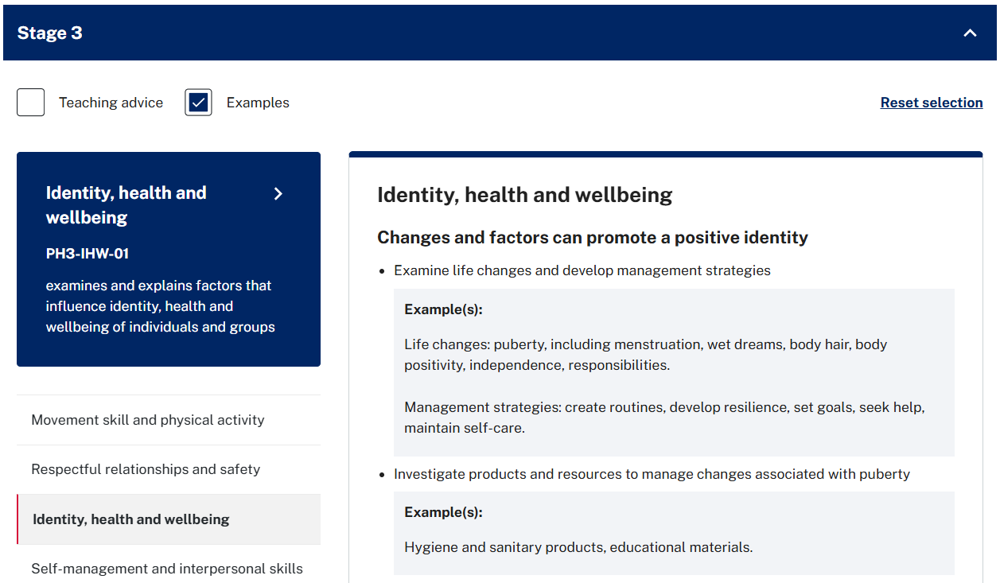 Stage 3
Teaching advice
Examples
Reset selection
Identity, health and
wellbeing
PH3-IHW-01
examines and explains factors that
influence identity, health and
wellbeing of individuals and groups
Movement skill and physical activity
Respectful relationships and safety
Identity, health and wellbeing
Self-management and interpersonal skills
Identity, health and wellbeing
Changes and factors can promote a positive identity
• Examine life changes and develop management strategies
Example(s):
Life changes: puberty, including menstruation, wet dreams, body hair, body
positivity, independence, responsibilities.
Management strategies: create routines, develop resilience, set goals, seek help,
maintain self-care.
• Investigate products and resources to manage changes associated with puberty
Example(s):
Hygiene and sanitary products, educational materials.